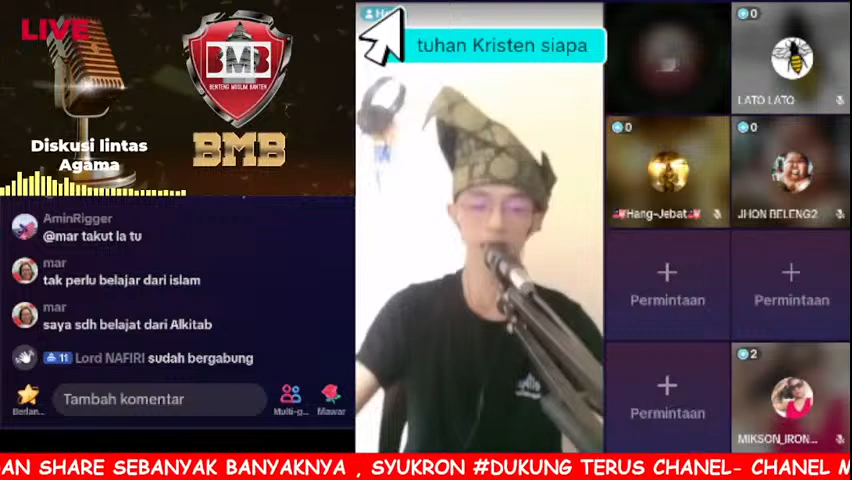 LIVE
BMB
BENTENG MUSLIM BANTEN
BMB
Diskusi lintas
Agama
AminRigger
@mar takut la tu
mar
tak perlu belajar dari islam
mar
saya sdh belajat dari Alkitab
11 Lord NAFIRI sudah bergabung
Berlan...
Tambah komentar
Multi-g...
Mawar
tuhan Kristen siapa
0
LATO LATO
0
Hang-Jebat
0
JHON BELENG2
Permintaan
Permintaan
Permintaan
2
MIKSON_IRON...
AN SHARE SEBANYAK BANYAKNYA , SYUKRON #DUKUNG TERUS CHANEL- CHANEL M